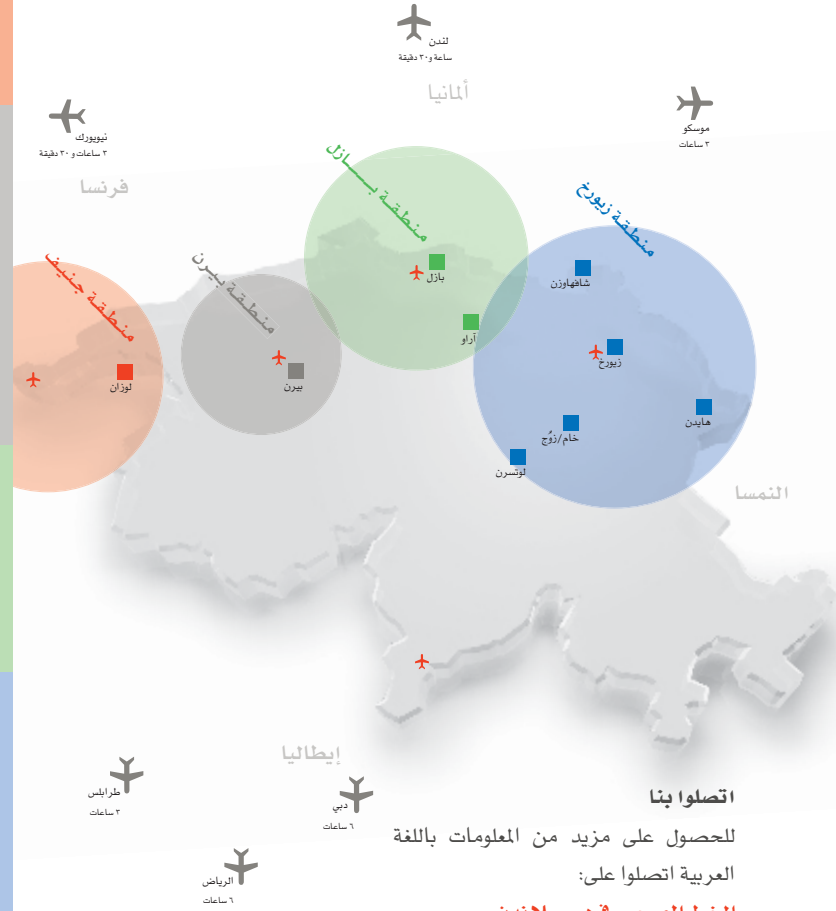 لندن
ساعة و٣٠ دقيقة
ألمانيا
نيويورك
٣ ساعات و ٣٠ دقيقة
موسكو
٣ ساعات
فرنسا
منطقة بـــــازل
منطقة زيورخ
منطقة بيرن
منطقة جنيف
بازل
شافهاوزن
آراو
زيورخ
لوزان
بيرن
هايدن
خام/زوُج
لوتسرن
النمسا
إيطاليا
طرابلس
٣ ساعات
دبي
٦ ساعات
الرياض
٦ ساعات
اتصلوا بنا
للحصول على مزيد من المعلومات باللغة
العربية اتصلوا على: